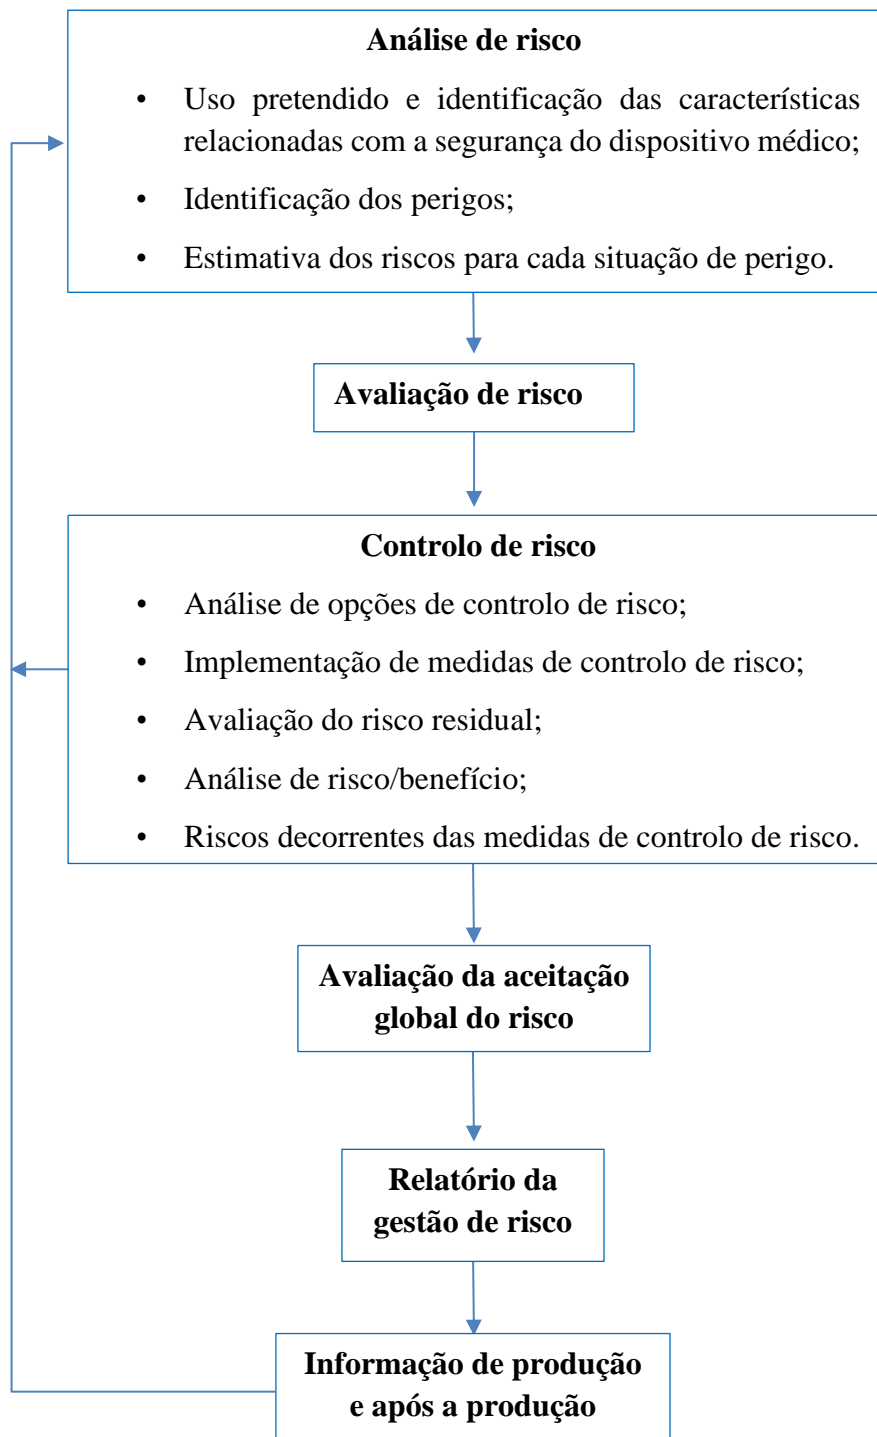 Análise de risco
• Uso pretendido e identificação das características
relacionadas com a segurança do dispositivo médico;
• Identificação dos perigos;
• Estimativa dos riscos para cada situação de perigo.
Avaliação de risco
Controlo de risco
• Análise de opções de controlo de risco;
• Implementação de medidas de controlo de risco;
• Avaliação do risco residual;
• Análise de risco/benefício;
• Riscos decorrentes das medidas de controlo de risco.
Avaliação da aceitação
global do risco
Relatório da
gestão de risco
Informação de produção
e após a produção